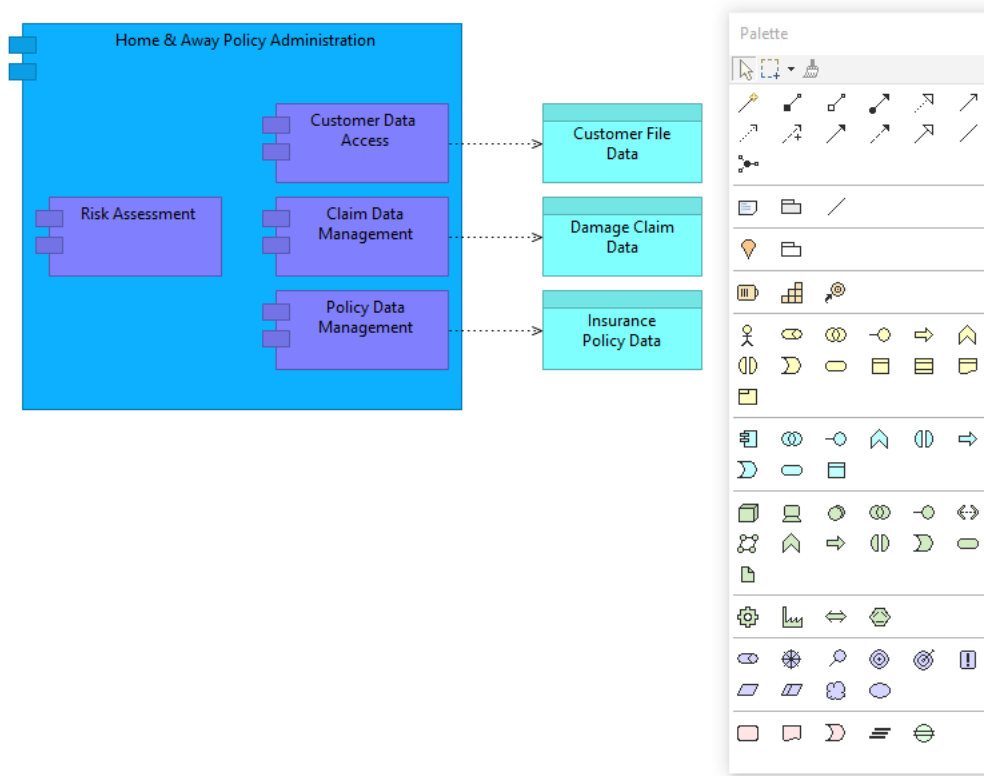 Home & Away Policy Administration
Customer Data
Access
Customer File
Data
Risk Assessment
Claim Data
Management
Damage Claim
Data
Policy Data
Management
Insurance
Policy Data
Palette